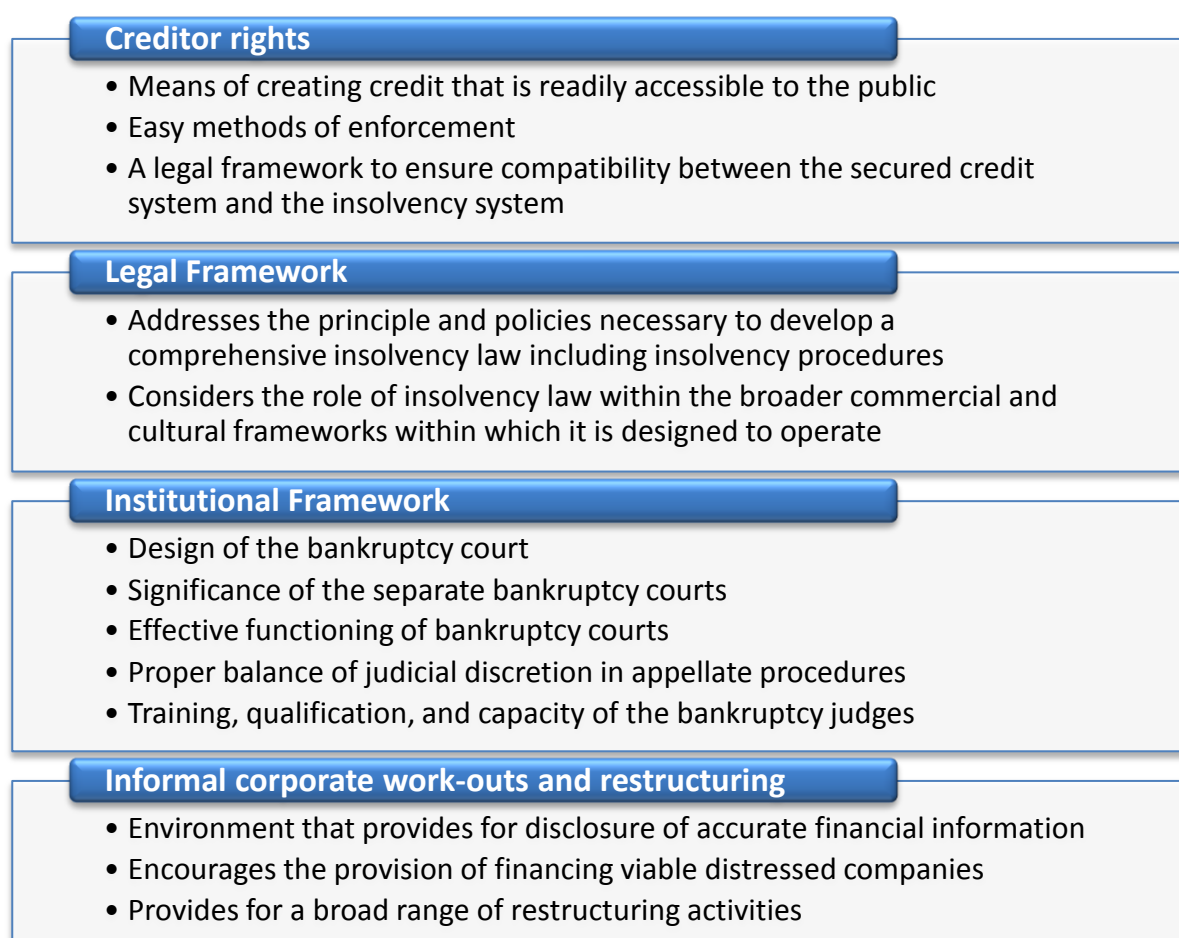 Creditor rights
• Means of creating credit that is readily accessible to the public
• Easy methods of enforcement
• A legal framework to ensure compatibility between the secured credit
system and the insolvency system
Legal Framework
• Addresses the principle and policies necessary to develop a
comprehensive insolvency law including insolvency procedures
• Considers the role of insolvency law within the broader commercial and
cultural frameworks within which it is designed to operate
Institutional Framework
• Design of the bankruptcy court
• Significance of the separate bankruptcy courts
• Effective functioning of bankruptcy courts
• Proper balance of judicial discretion in appellate procedures
• Training, qualification, and capacity of the bankruptcy judges
Informal corporate work-outs and restructuring
• Environment that provides for disclosure of accurate financial information
• Encourages the provision of financing viable distressed companies
• Provides for a broad range of restructuring activities